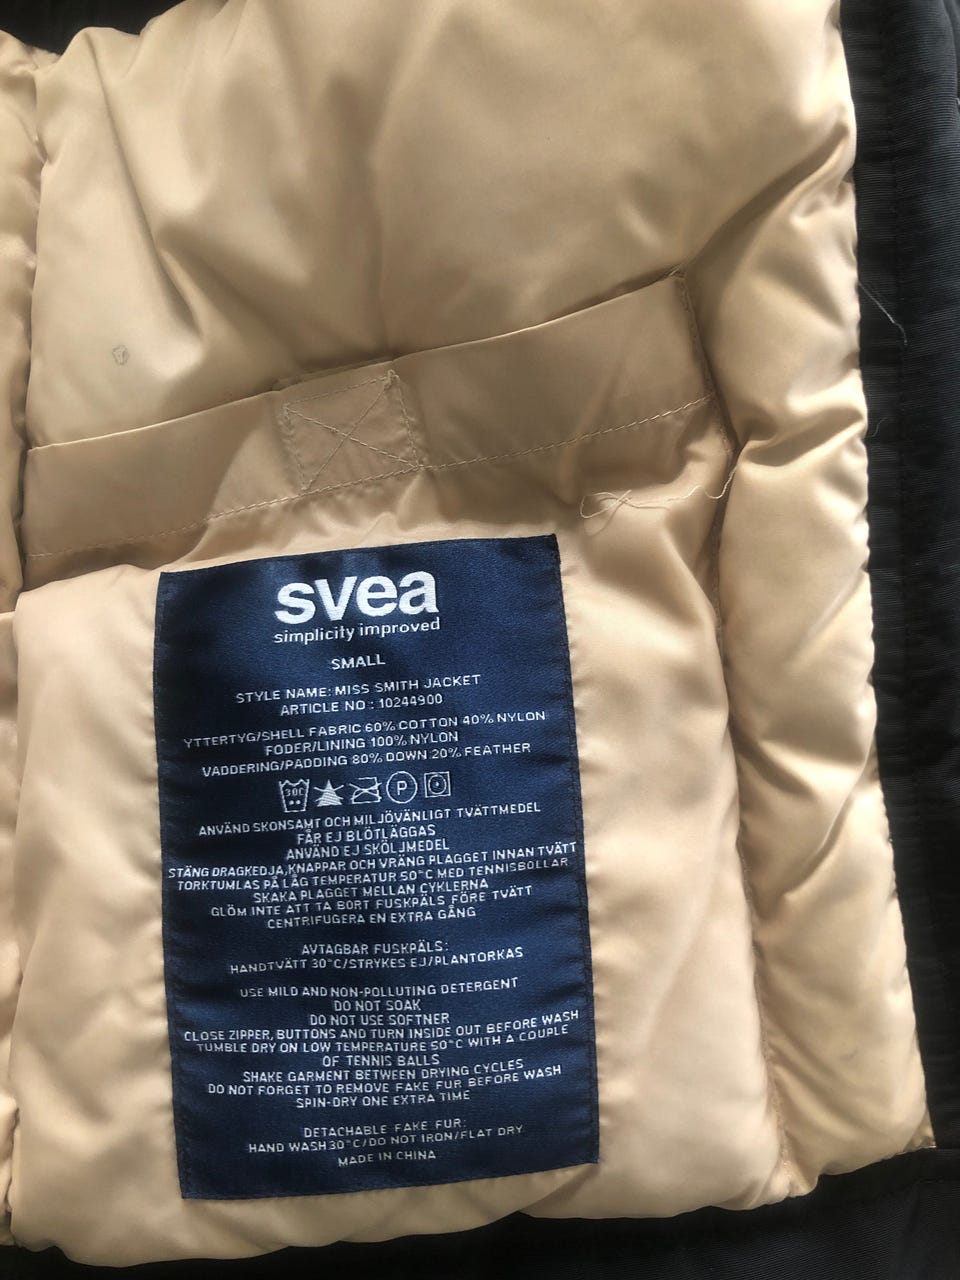 svea
simplicity improved
SMALL
STYLE NAME: MISS SMITH JACKET
ARTICLE NO : 10244900
YTTERTYG/SHELL FABRIC 60% COTTON 40% NYLON
FODER/LINING 100% NYLON
VADDERING/PADDING 80% DOWN 20% FEATHER
30C P
ANVÄND SKONSAMT OCH MILJÖVÄNLIGT TVÄTTMEDEL
FÅR EJ BLÖTLÄGGAS
ANVÄND EJ SKÖLJMEDEL
STÄNG DRAGKEDJA,KNAPPAR OCH VRÄNG PLAGGET INNAN TVÄTT
TORKTUMLAS PÅ LÅG TEMPERATUR 50°C MED TENNISBOLLAR
SKAKA PLAGGET MELLAN CYKLERNA
GLÖM INTE ATT TA BORT FUSKPÄLS FÖRE TVÄTT
CENTRIFUGERA EN EXTRA GÅNG
AVTAGBAR FUSKPÄLS:
HANDTVÄTT 30°C/STRYKES EJ/PLANTORKAS
USE MILD AND NON-POLLUTING DETERGENT
DO NOT SOAK
DO NOT USE SOFTNER
CLOSE ZIPPER, BUTTONS AND TURN INSIDE OUT BEFORE WASH
TUMBLE DRY ON LOW TEMPERATURE 50°C WITH A COUPLE
OF TENNIS BALLS
SHAKE GARMENT BETWEEN DRYING CYCLES
DO NOT FORGET TO REMOVE FAKE FUR BEFORE WASH
SPIN-DRY ONE EXTRA TIME
DETACHABLE FAKE FUR:
HAND WASH 30°C/DO NOT IRON/FLAT DRY
MADE IN CHINA